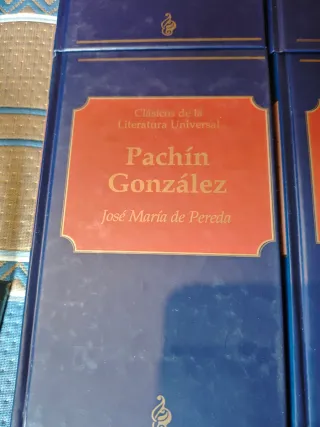 Clásicos de la
Literatura Universal
Pachín
González
José María de Pereda